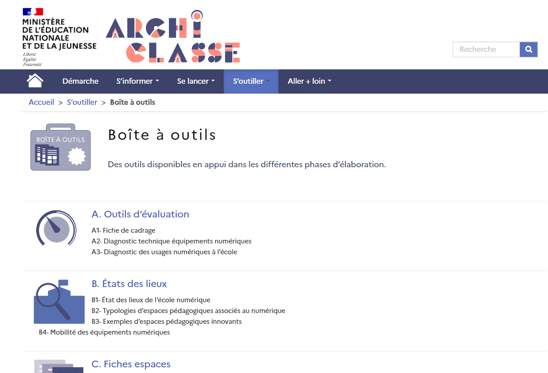 MINISTÈRE
DE L'ÉDUCATION
NATIONALE
ET DE LA JEUNESSE
Liberté
Égalité
Fraternité
ARCHI
CLASSE
Recherche
Démarche S'informer Se lancer S'outiller Aller + loin
Accueil > S'outiller > Boîte à outils
BOÎTE À OUTILS
Boîte à outils
Des outils disponibles en appui dans les différentes phases d'élaboration.
A. Outils d'évaluation
A1- Fiche de cadrage
A2- Diagnostic technique équipements numériques
A3- Diagnostic des usages numériques à l'école
B. États des lieux
B1- État des lieux de l'école numérique
B2- Typologies d'espaces pédagogiques associés au numérique
B3- Exemples d'espaces pédagogiques innovants
B4- Mobilité des équipements numériques
C. Fiches espaces